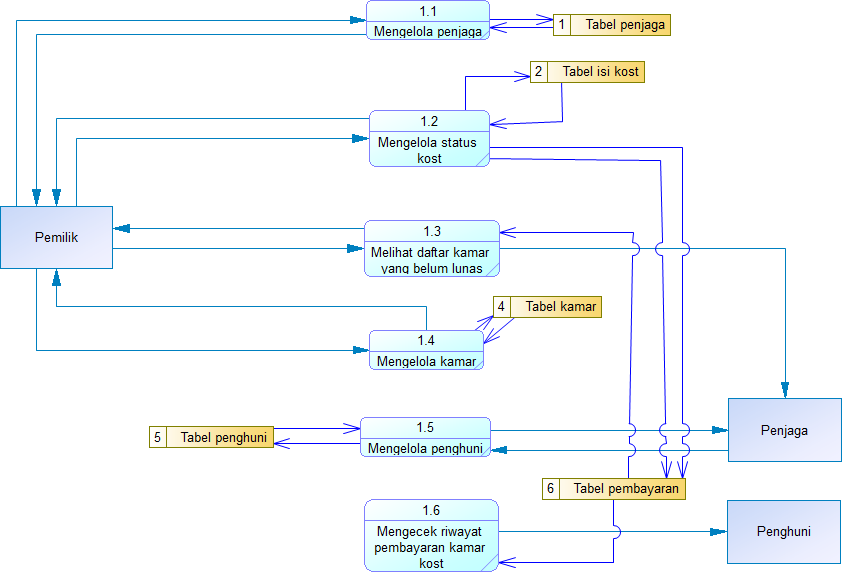 1.1
Mengelola penjaga
1 Tabel penjaga
2 Tabel isi kost
1.2
Mengelola status
kost
Pemilik
1.3
Melihat daftar kamar
yang belum lunas
4 Tabel kamar
1.4
Mengelola kamar
5 Tabel penghuni
1.5
Mengelola penghuni
Penjaga
6 Tabel pembayaran
1.6
Mengecek riwayat
pembayaran kamar
kost
Penghuni